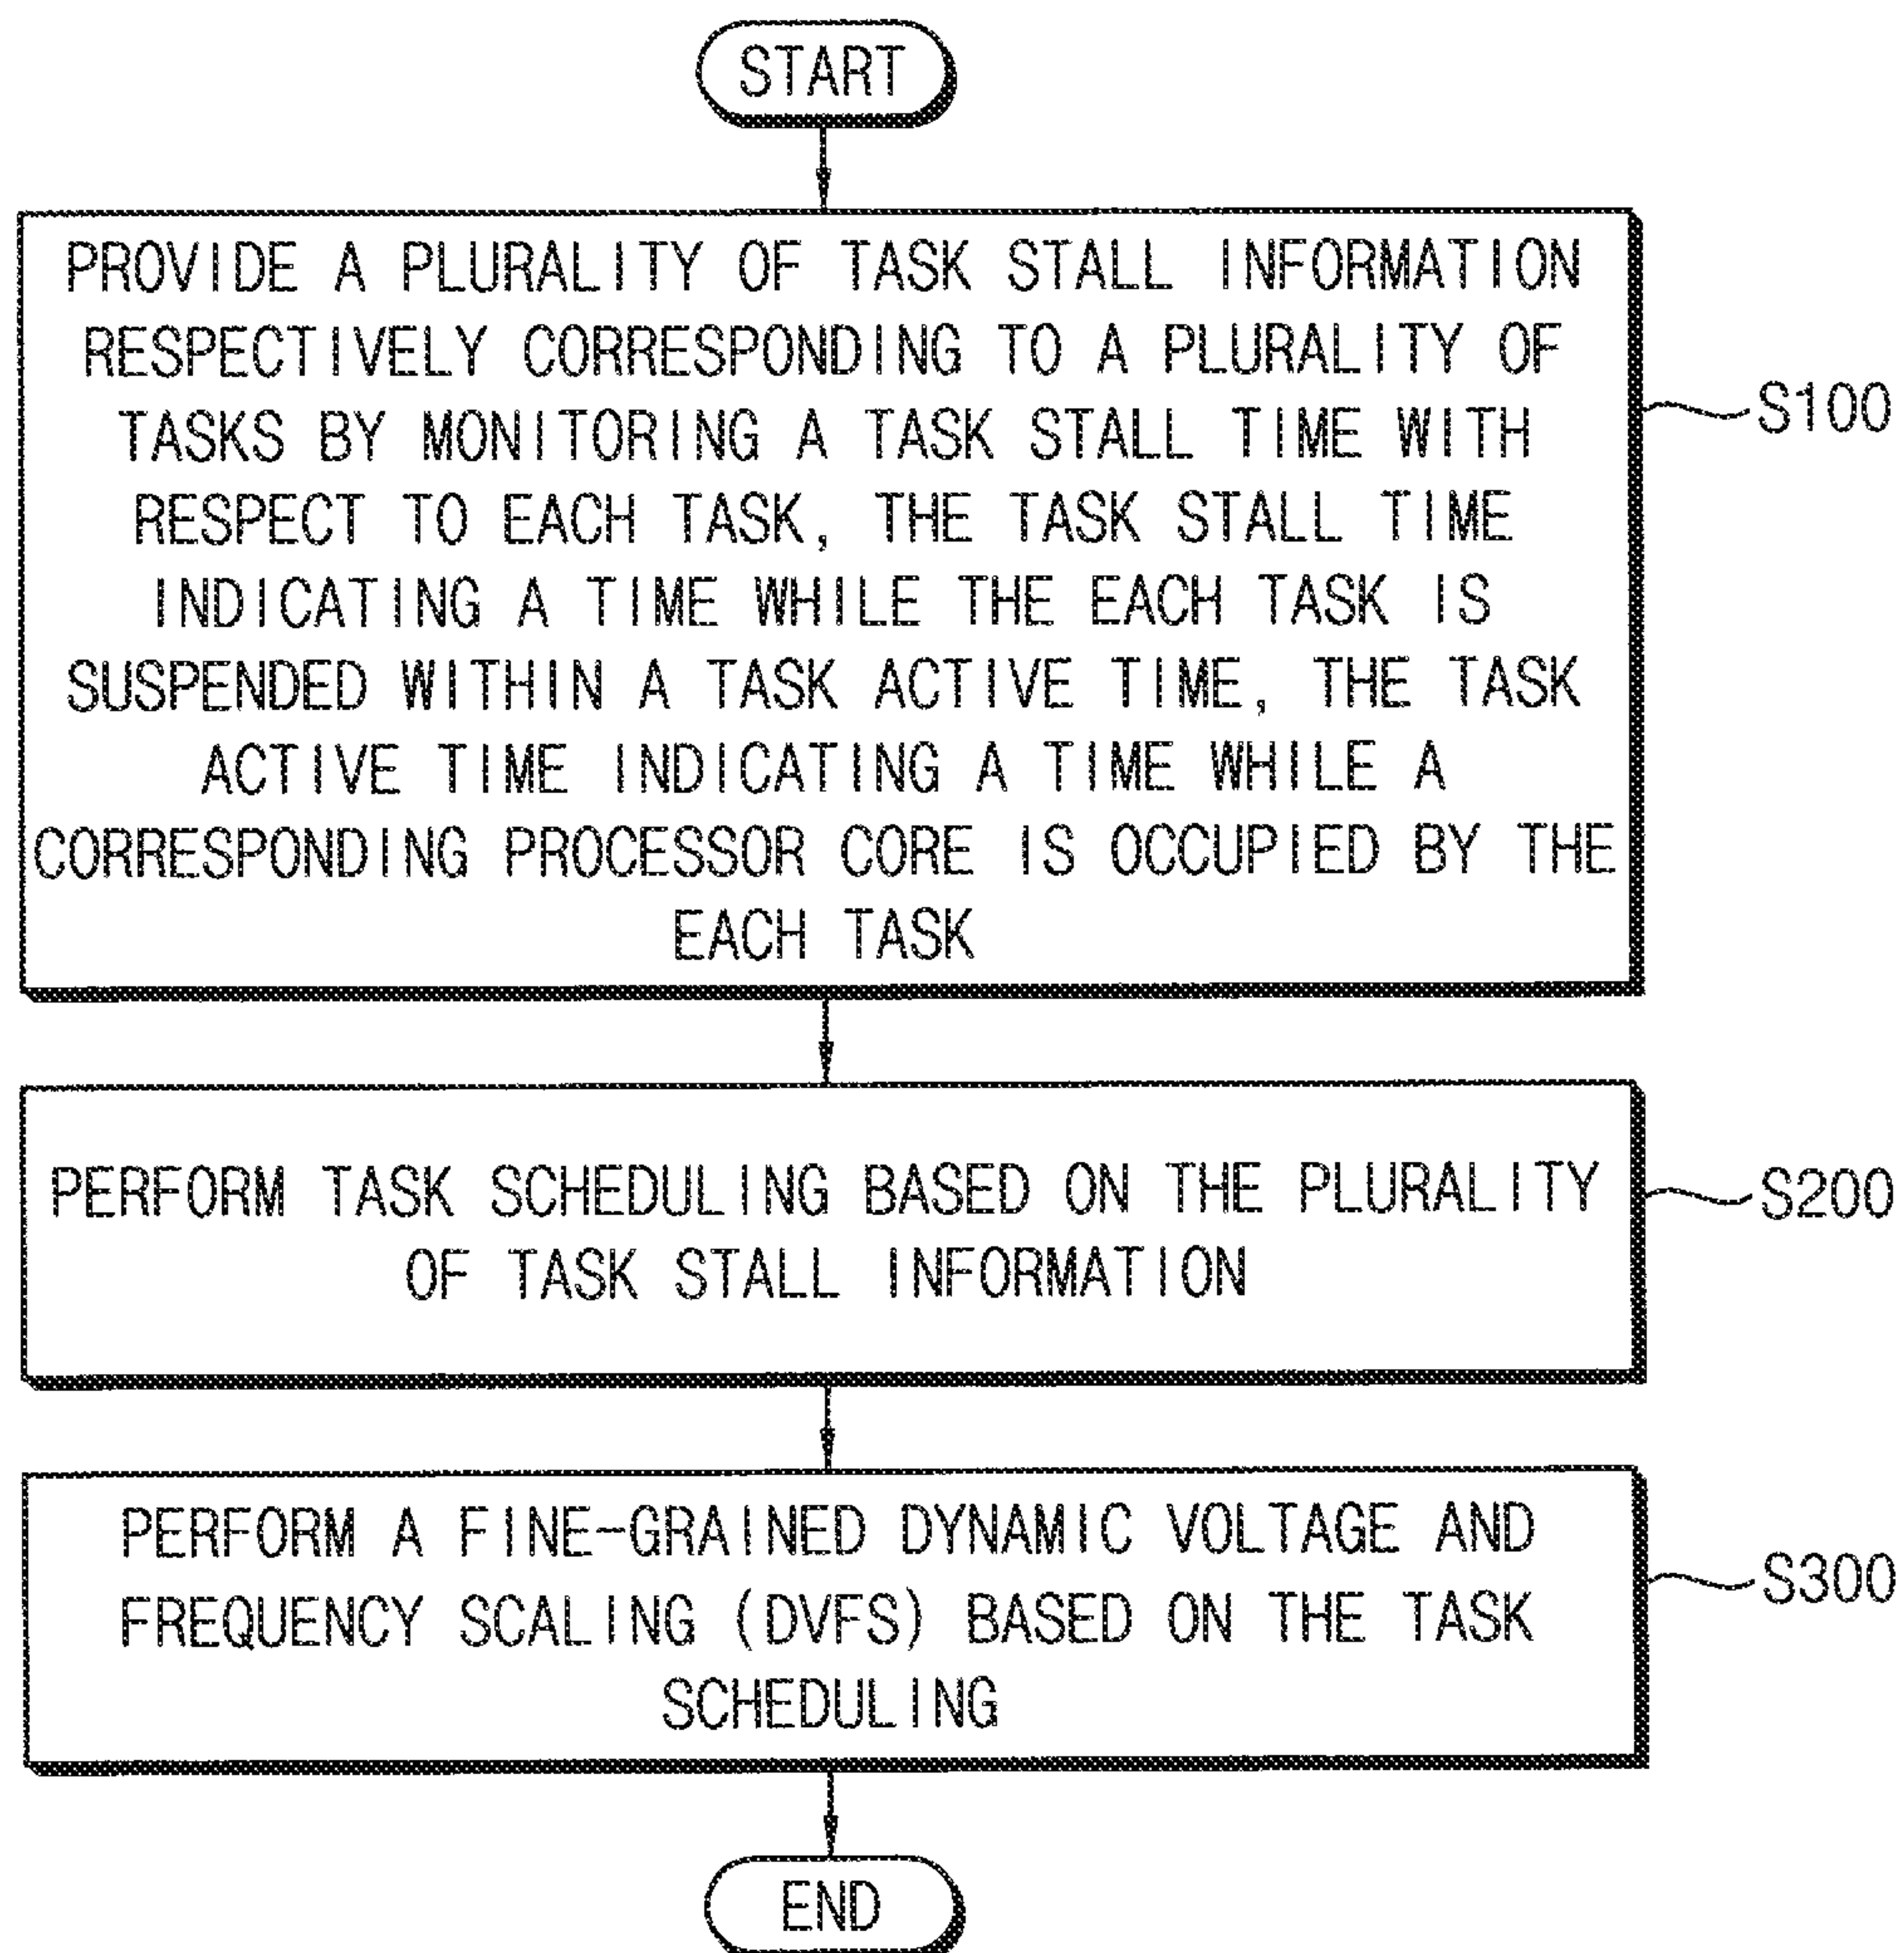 START
PROVIDE A PLURALITY OF TASK STALL INFORMATION
RESPECTIVELY CORRESPONDING TO A PLURALITY OF
TASKS BY MONITORING A TASK STALL TIME WITH
RESPECT TO EACH TASK, THE TASK STALL TIME
INDICATING A TIME WHILE THE EACH TASK IS
SUSPENDED WITHIN A TASK ACTIVE TIME, THE TASK
ACTIVE TIME INDICATING A TIME WHILE A
CORRESPONDING PROCESSOR CORE IS OCCUPIED BY THE
EACH TASK
S100
PERFORM TASK SCHEDULING BASED ON THE PLURALITY
OF TASK STALL INFORMATION
S200
PERFORM A FINE-GRAINED DYNAMIC VOLTAGE AND
FREQUENCY SCALING (DVFS) BASED ON THE TASK
SCHEDULING
S300
END